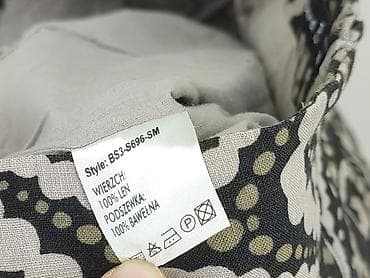 Style: BS3-S696-SM
WIERZCH:
100% LEN
PODSZEWKA:
100% BAWEŁNA